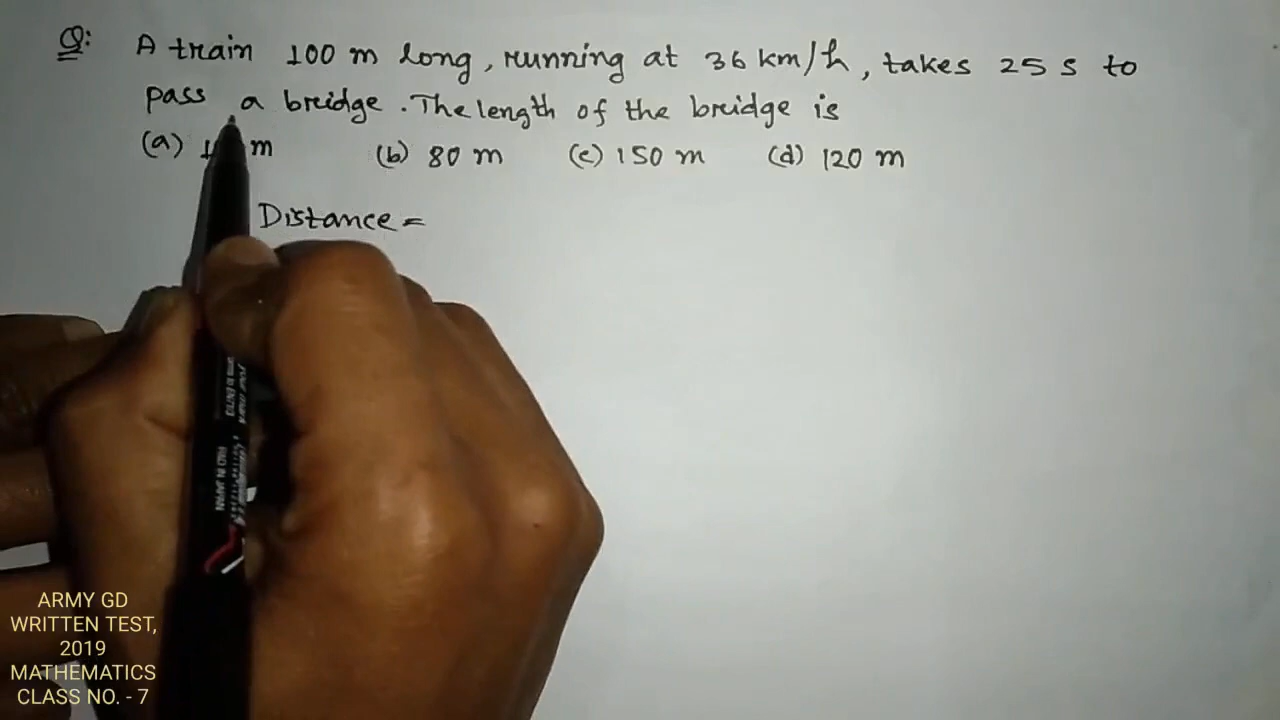 Q: A train 100 m long, running at 36 km/h, takes 25 s to
pass a bridge. The length of the bridge is
(a) m (b) 80 m (c) 150 m (d) 120 m
Distance =
ARMY GD
WRITTEN TEST,
2019
MATHEMATICS
CLASS NO. - 7